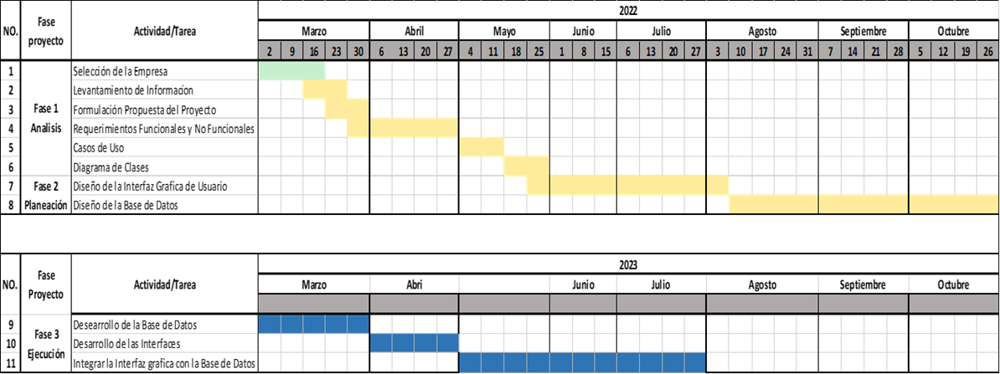 2022
NO. Fase proyecto Actividad/Tarea Marzo Abril Mayo Junio Julio Agosto Septiembre Octubre
2 9 16 23 30 6 13 20 27 4 11 18 25 1 8 15 6 13 20 27 3 10 17 24 31 7 14 21 28 5 12 19 26
1 Selección de la Empresa
2 Levantamiento de Informacion
3 Fase 1 Formulación Propuesta del Proyecto
4 Analisis Requerimientos Funcionales y No Funcionales
5 Casos de Uso
6 Diagrama de Clases
7 Fase 2 Diseño de la Interfaz Grafica de Usuario
8 Planeación Diseño de la Base de Datos
2023
NO. Fase Proyecto Actividad/Tarea Marzo Abri Junio Julio Agosto Septiembre Octubre
9 Fase 3 Desearrollo de la Base de Datos
10 Ejecución Desarrollo de las Interfaces
11 Integrar la Interfaz grafica con la Base de Datos